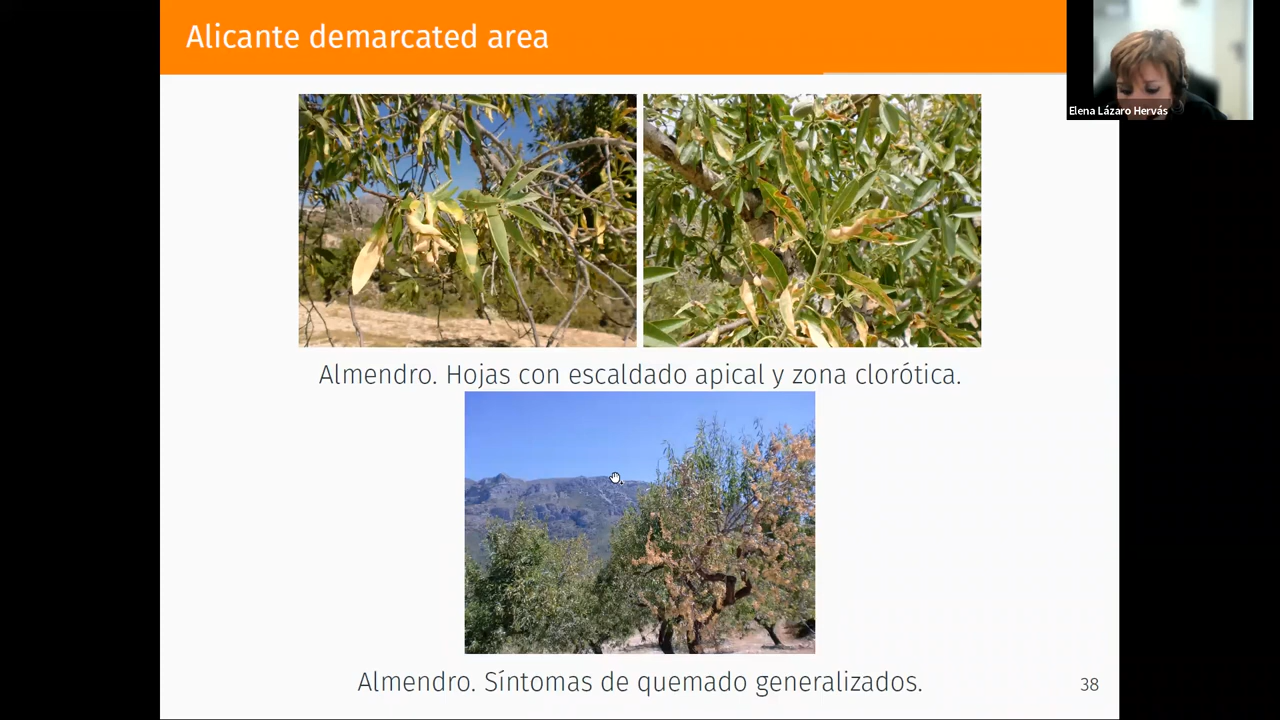 Alicante demarcated area
Elena Lázaro Hervás
Almendro. Hojas con escaldado apical y zona clorótica.
Almendro. Síntomas de quemado generalizados.
38